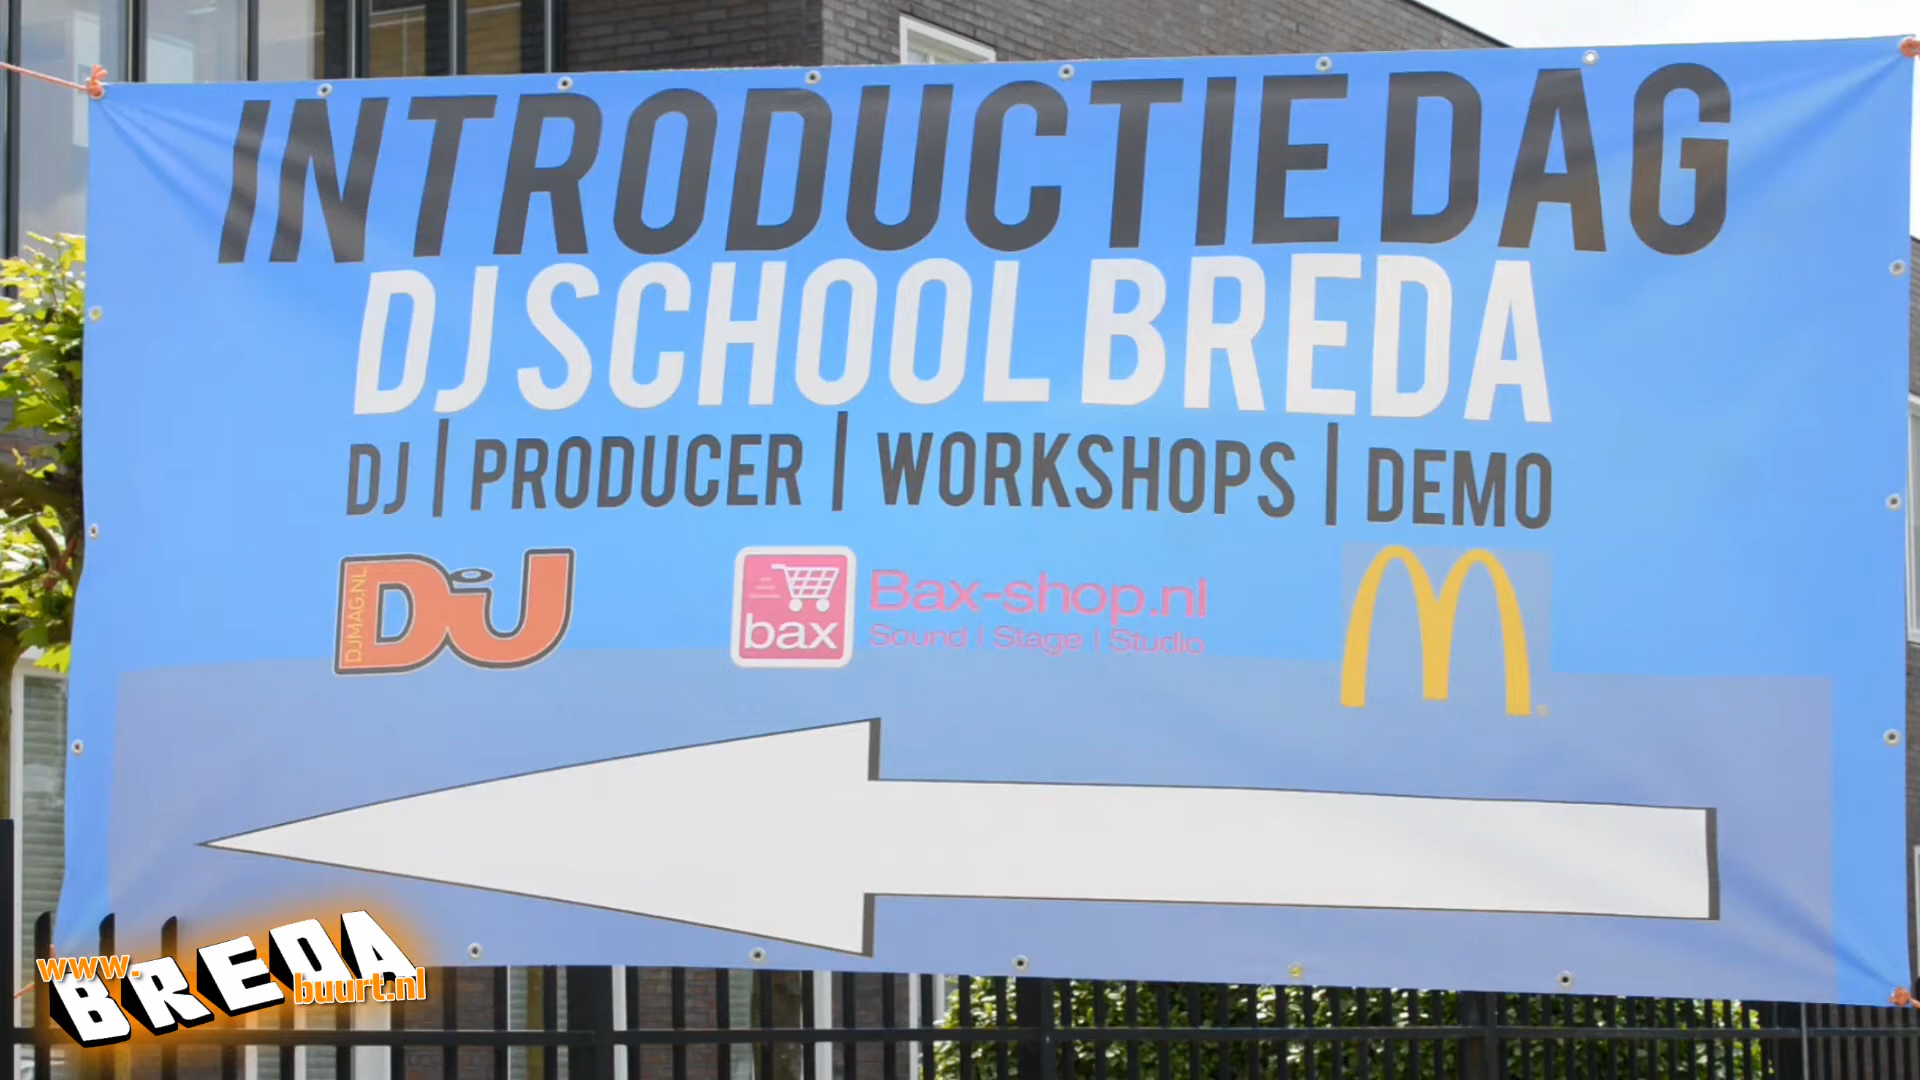 INTRODUCTIE DAG
DJ SCHOOL BREDA
DJ | PRODUCER | WORKSHOPS | DEMO
DJMAG.NL
DJ
bax
Bax-shop.nl
Sound | Stage | Studio
www.BREDA
buurt.nl